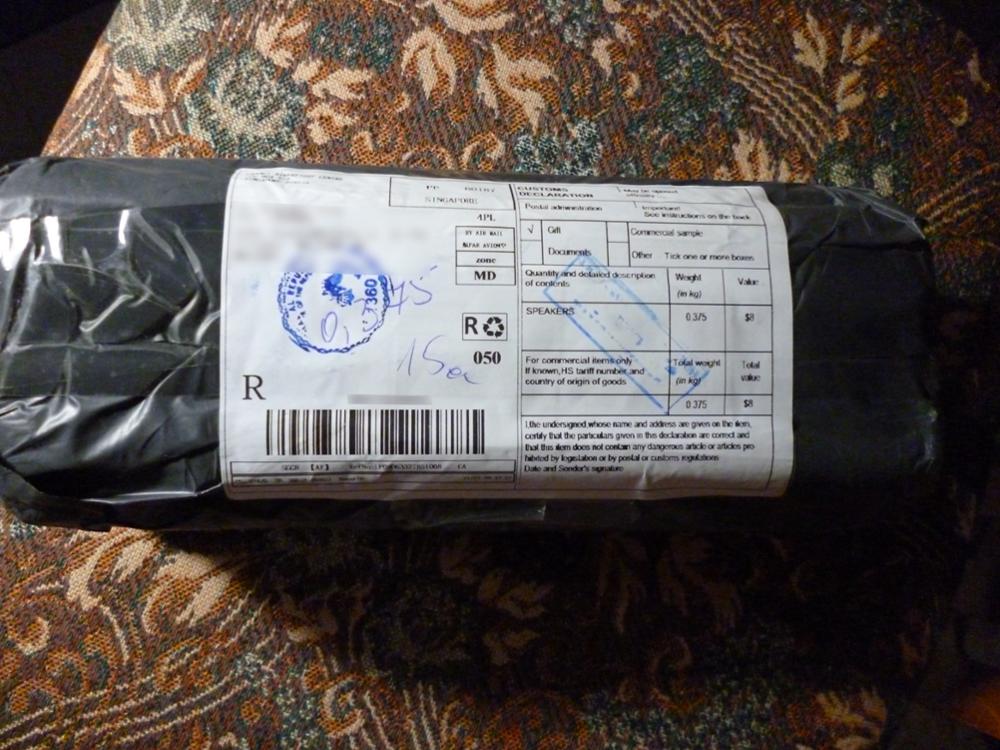 PP
SINGAPORE
4PL
BY AIR MAIL
PAR AVION
zone
MD
360
0,375
R
050
R
CUSTOMS
DECLARATION
May be opened
officially
Postal administration
Important!
See instructions on the back
√ Gift
Commercial sample
Documents
Other Tick one or more boxes
Quantity and detailed description
of contents
Weight
(in kg)
Value
SPEAKERS
0.375
$8
For commercial items only
If known, HS tariff number and
country of origin of goods
Total weight
(in kg)
Total
value
0.375
$8
I,the undersigned,whose name and address are given on the item,
certify that the particulars given in this declaration are correct and
that this item does not contain any dangerous article or articles pro
hibited by legislation or by postal or customs regulations
Date and Sender's signature